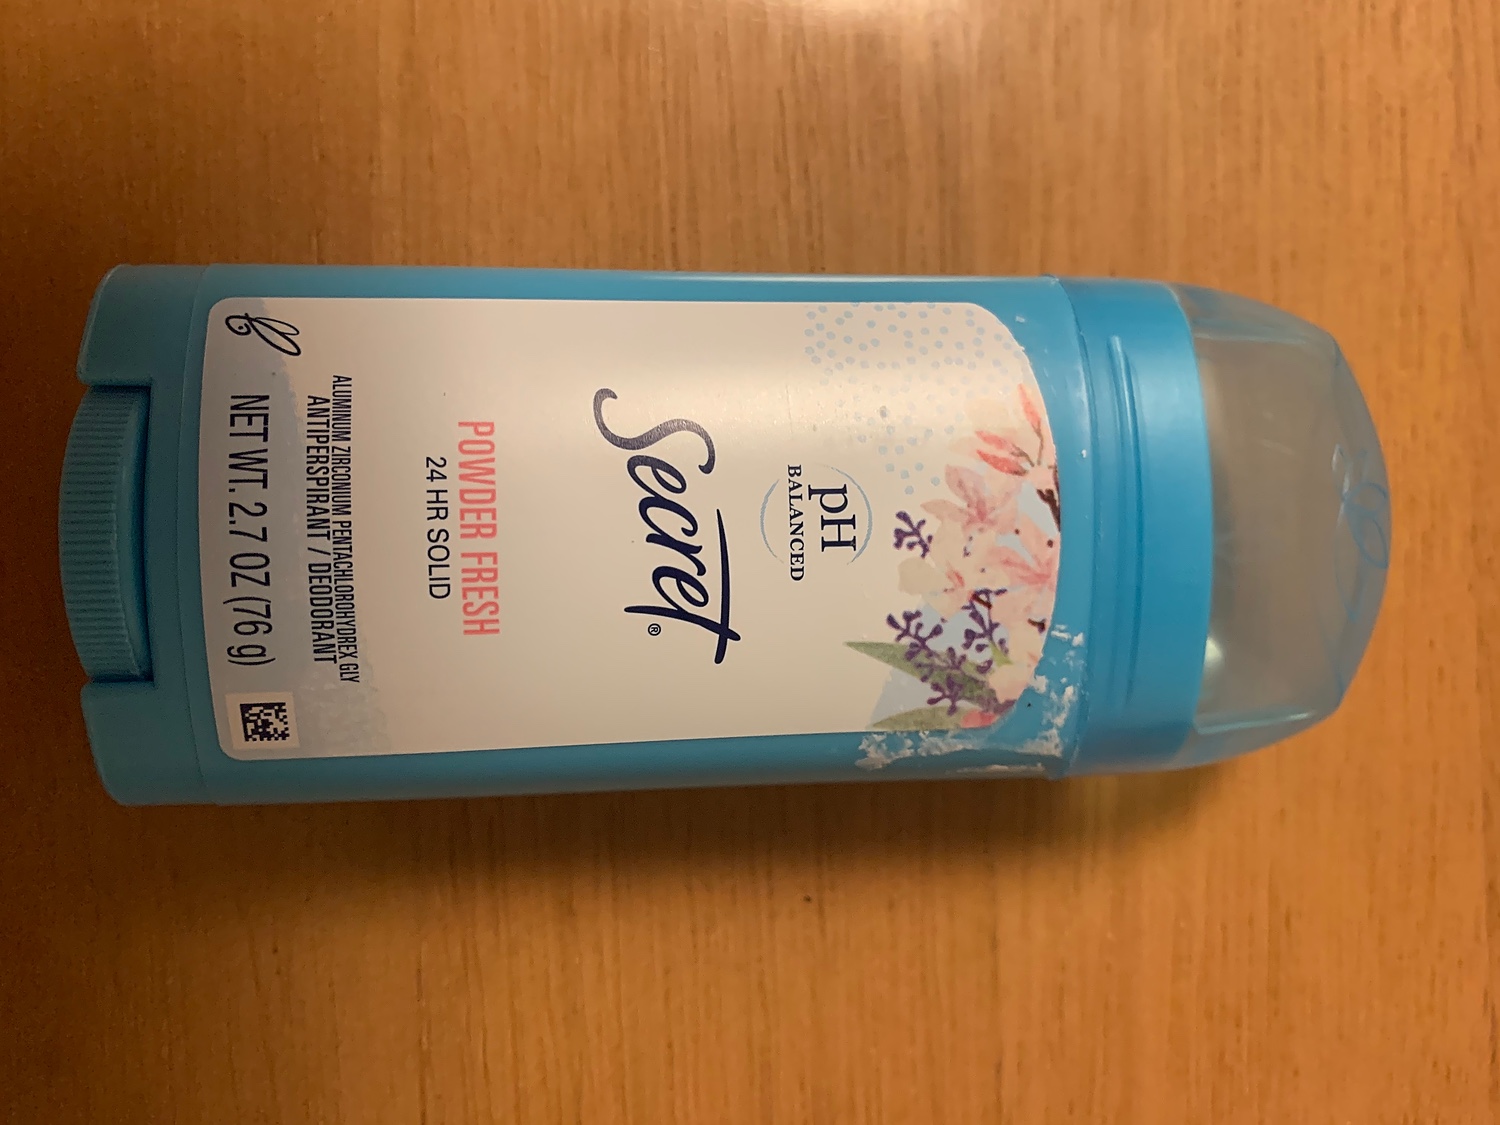 pH
BALANCED
Secret®
POWDER FRESH
24 HR SOLID
ALUMINUM ZIRCONIUM PENTACHLOROHYDREX GLY
ANTIPERSPIRANT / DEODORANT
NET WT. 2.7 OZ (76 g)